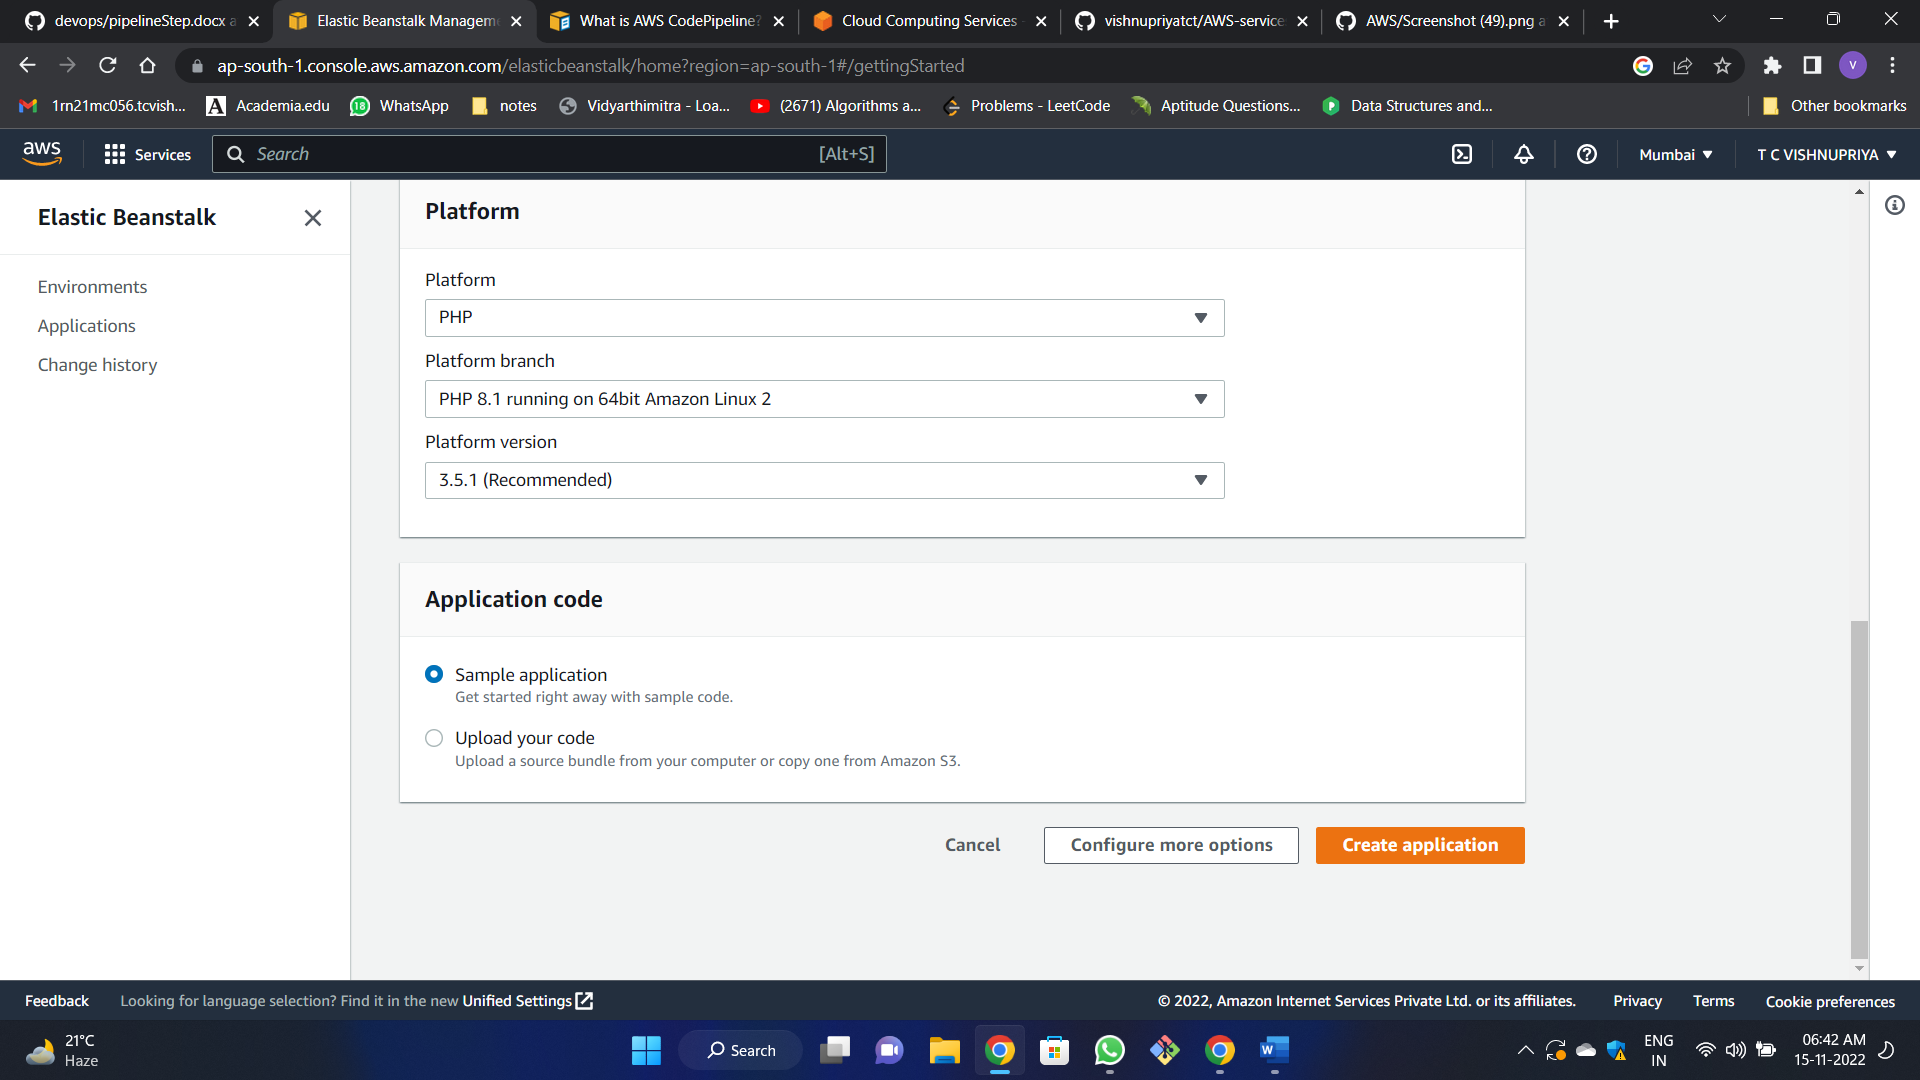 devops/pipelineStep.docx a
Elastic Beanstalk Managem
What is AWS CodePipeline?
Cloud Computing Services -
vishnupriyatct/AWS-service
AWS/Screenshot (49).png a
ap-south-1.console.aws.amazon.com/elasticbeanstalk/home?region=ap-south-1#/gettingStarted
V
1rn21mc056.tcvish...
Academia.edu
WhatsApp
notes
Vidyarthimitra - Loa...
(2671) Algorithms a...
Problems - LeetCode
Aptitude Questions...
Data Structures and...
Other bookmarks
aws
Services
Search
[Alt+S]
Mumbai
T C VISHNUPRIYA
Elastic Beanstalk
Environments
Applications
Change history
Platform
Platform
PHP
Platform branch
PHP 8.1 running on 64bit Amazon Linux 2
Platform version
3.5.1 (Recommended)
Application code
Sample application
Get started right away with sample code.
Upload your code
Upload a source bundle from your computer or copy one from Amazon S3.
Cancel
Configure more options
Create application
Feedback
Looking for language selection? Find it in the new Unified Settings
© 2022, Amazon Internet Services Private Ltd. or its affiliates.
Privacy
Terms
Cookie preferences
21°C
Haze
Search
ENG
IN
06:42 AM
15-11-2022